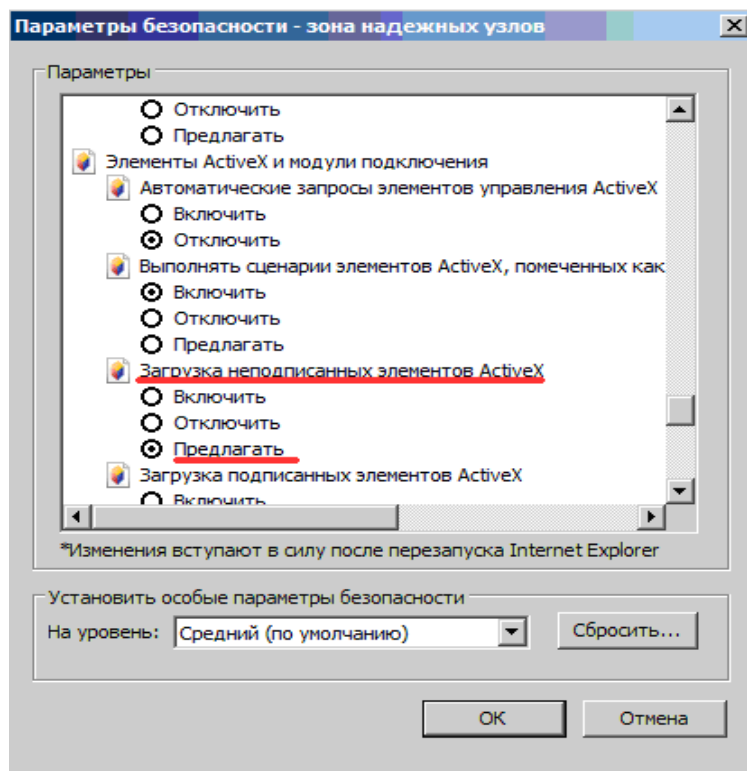 Параметры безопасности - зона надежных узлов
Параметры
Отключить
Предлагать
Элементы ActiveX и модули подключения
Автоматические запросы элементов управления ActiveX
Включить
Отключить
Выполнять сценарии элементов ActiveX, помеченных как
Включить
Отключить
Предлагать
Загрузка неподписанных элементов ActiveX
Включить
Отключить
Предлагать
Загрузка подписанных элементов ActiveX
Включить
*Изменения вступают в силу после перезапуска Internet Explorer
Установить особые параметры безопасности
На уровень: Средний (по умолчанию) Сбросить...
OK Отмена